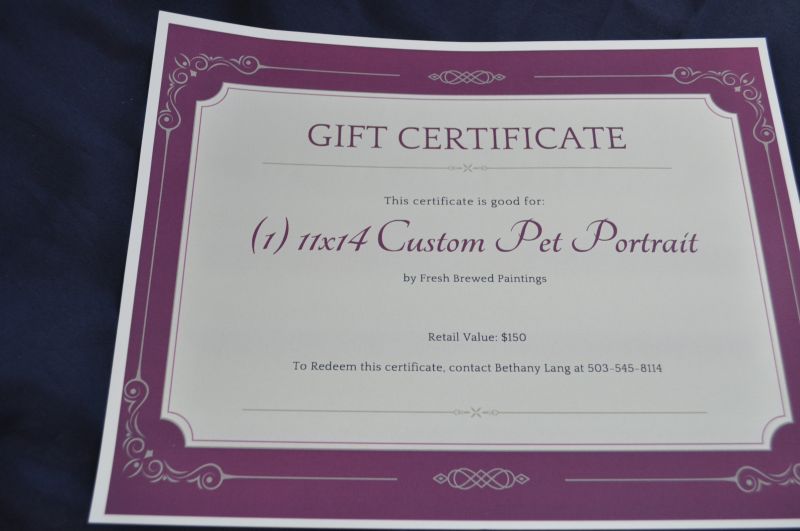 GIFT CERTIFICATE
This certificate is good for:
(1) 11x14 Custom Pet Portrait
by Fresh Brewed Paintings
Retail Value: $150
To Redeem this certificate, contact Bethany Lang at 503-545-8114